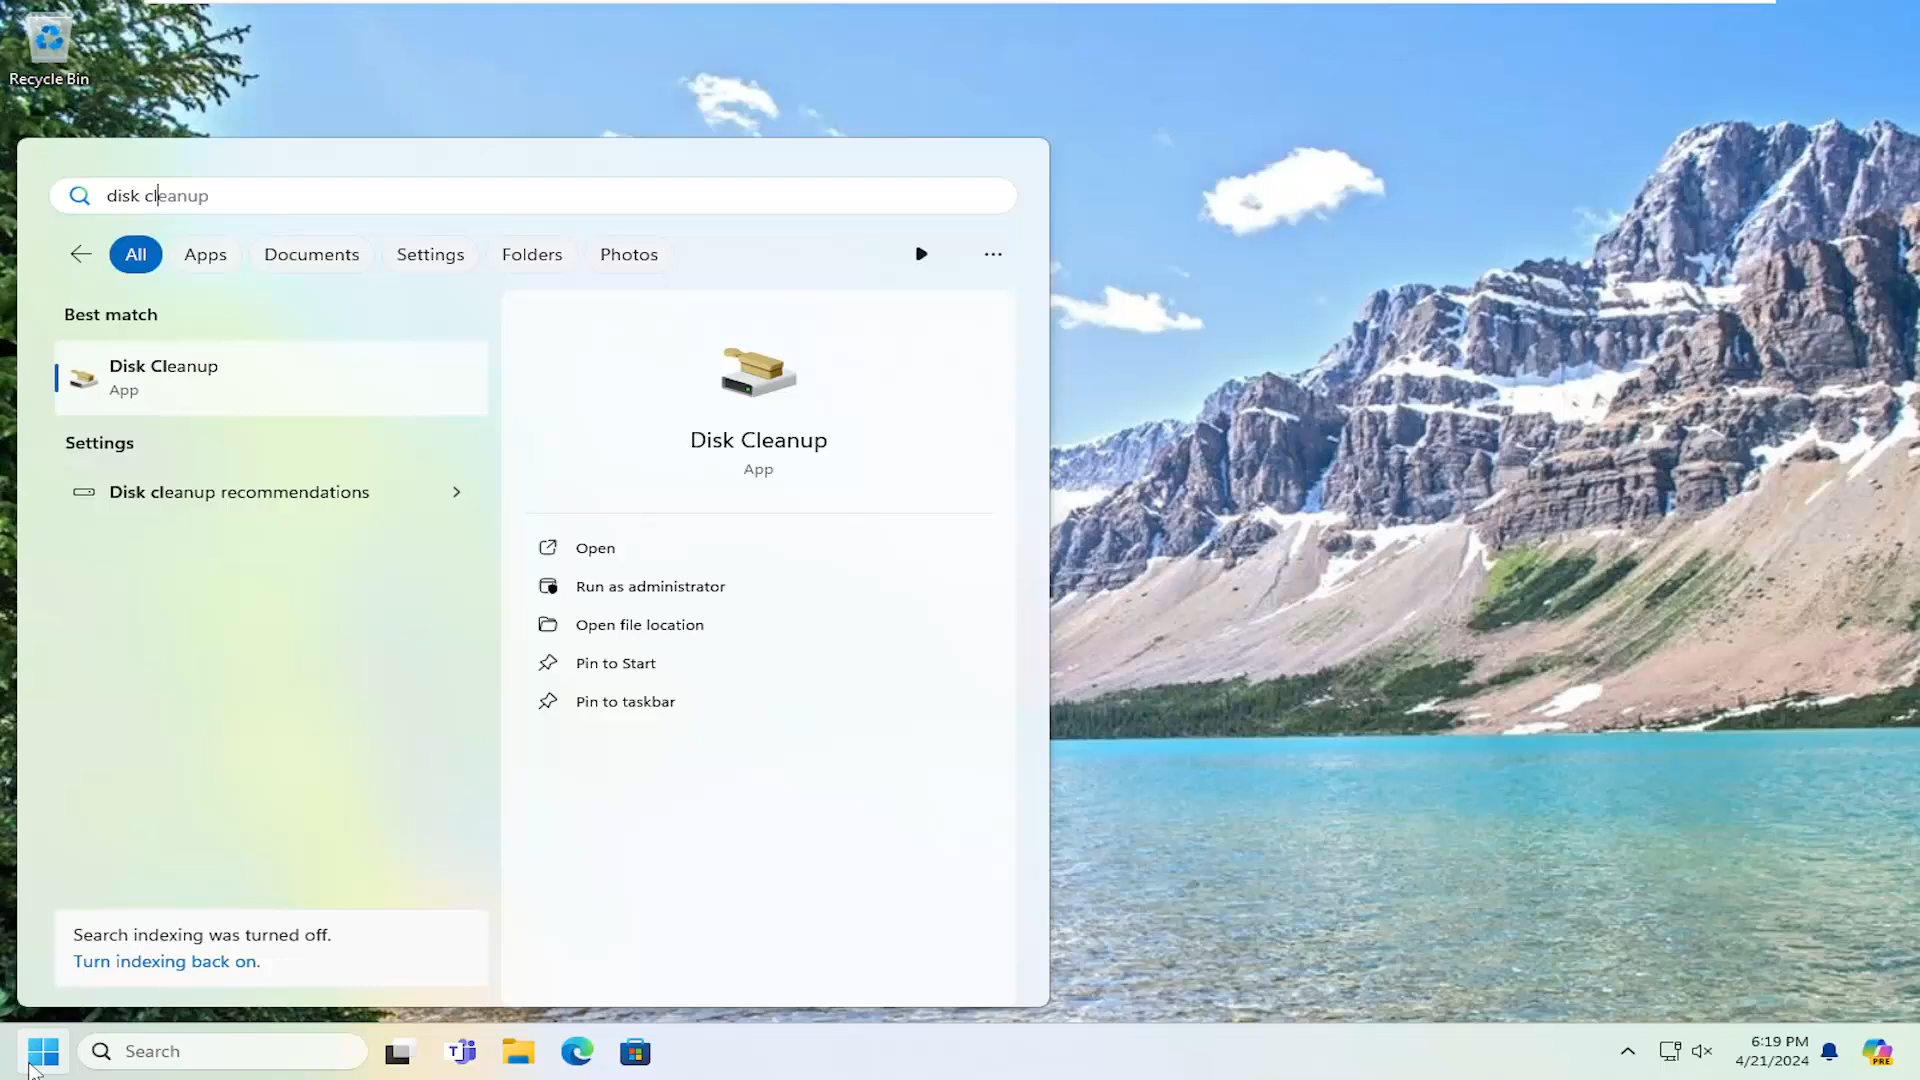 Recycle Bin
disk cleanup
All
Apps
Documents
Settings
Folders
Photos
Best match
Disk Cleanup
App
Settings
Disk cleanup recommendations
Disk Cleanup
App
Open
Run as administrator
Open file location
Pin to Start
Pin to taskbar
Search indexing was turned off.
Turn indexing back on.
Search
T
6:19 PM
4/21/2024
PRE